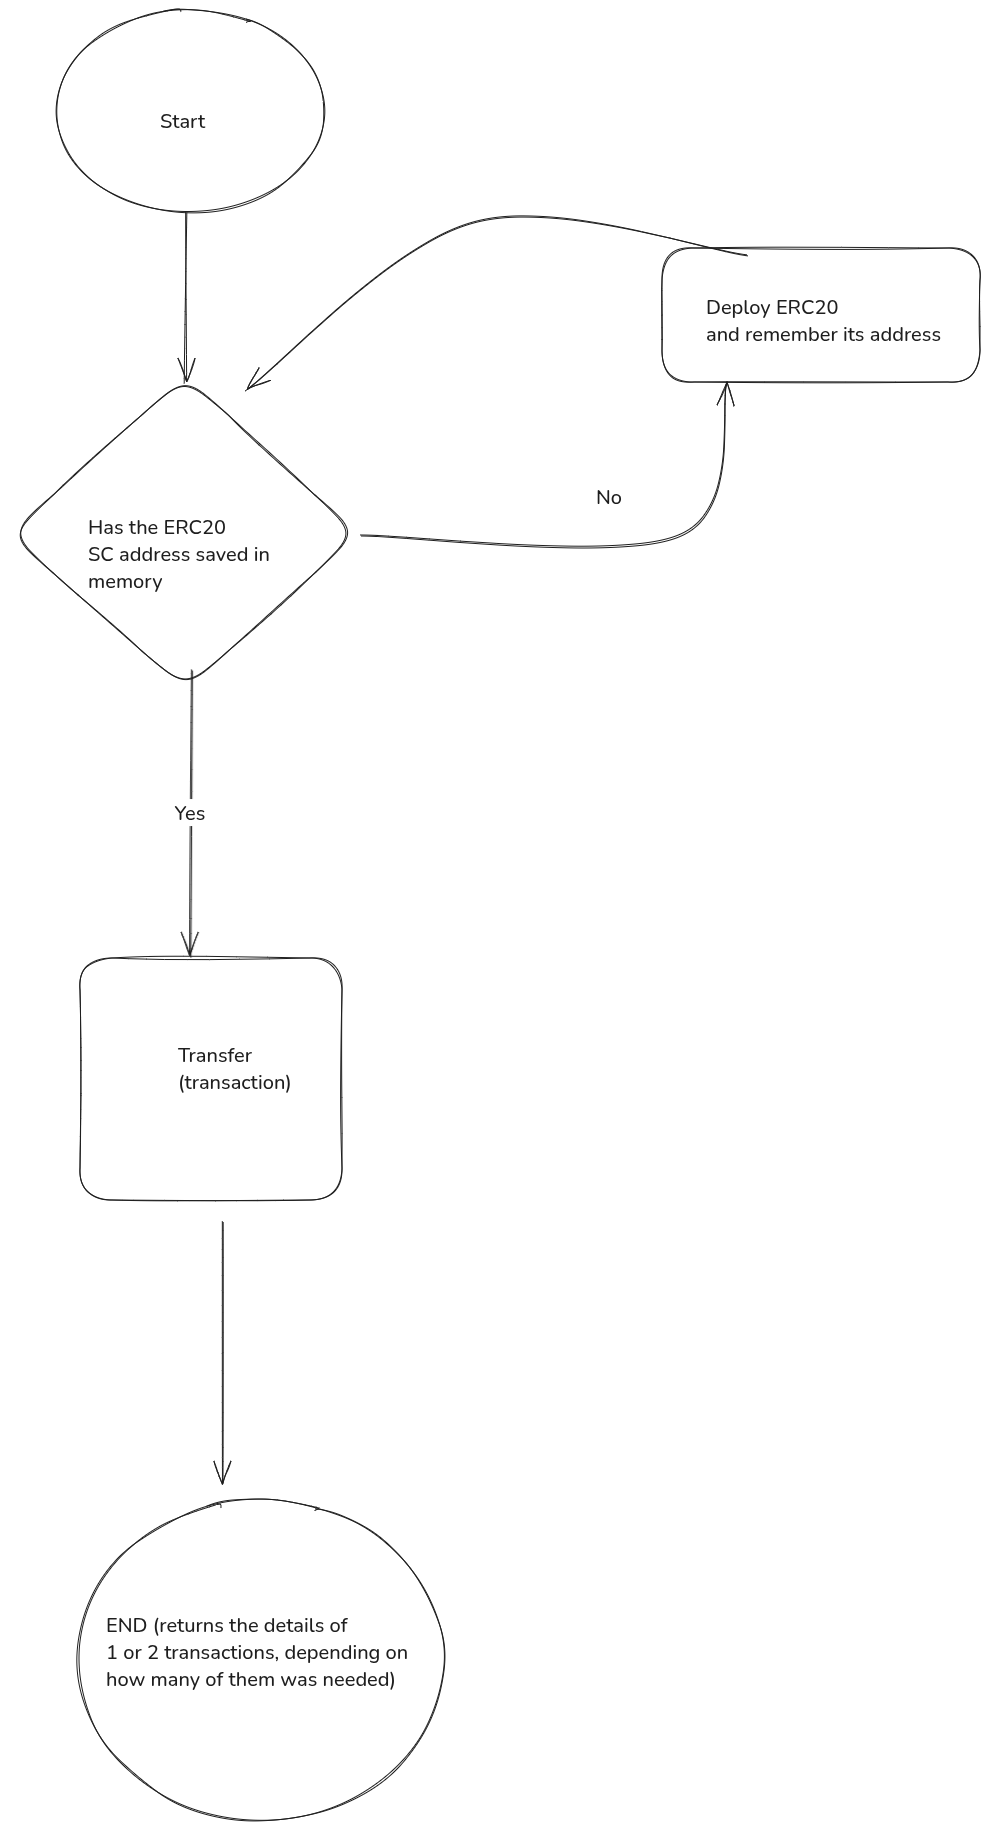 Start
Deploy ERC20
and remember its address
No
Has the ERC20
SC address saved in
memory
Yes
Transfer
(transaction)
END (returns the details of
1 or 2 transactions, depending on
how many of them was needed)